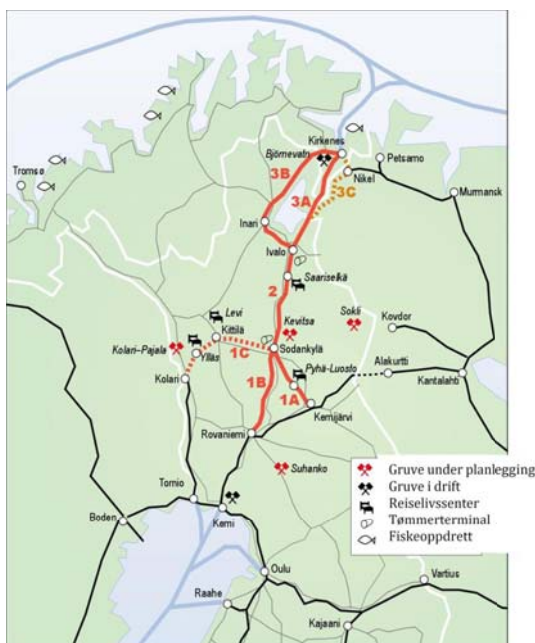 Kirkenes
Bjørnevatn
Petsamo
Tromsø
3B
Nikel
3C
3A
Murmansk
Inari
Ivalo
Saariselkä
2
Levi
Kittilä
Kevitsa
Sokli
Kovdor
Kolari-Pajala
Ylläs
1C
Sodankylä
Alakurtti
Pyhä-Luosto
Kolari
1B
1A
Kantalahti
Kemijärvi
Rovaniemi
Suhanko
Gruve under planlegging
Gruve i drift
Reiselivssenter
Tømmerterminal
Fiskeoppdrett
Tornio
Boden
Kemi
Oulu
Raahe
Vartius
Kajaani